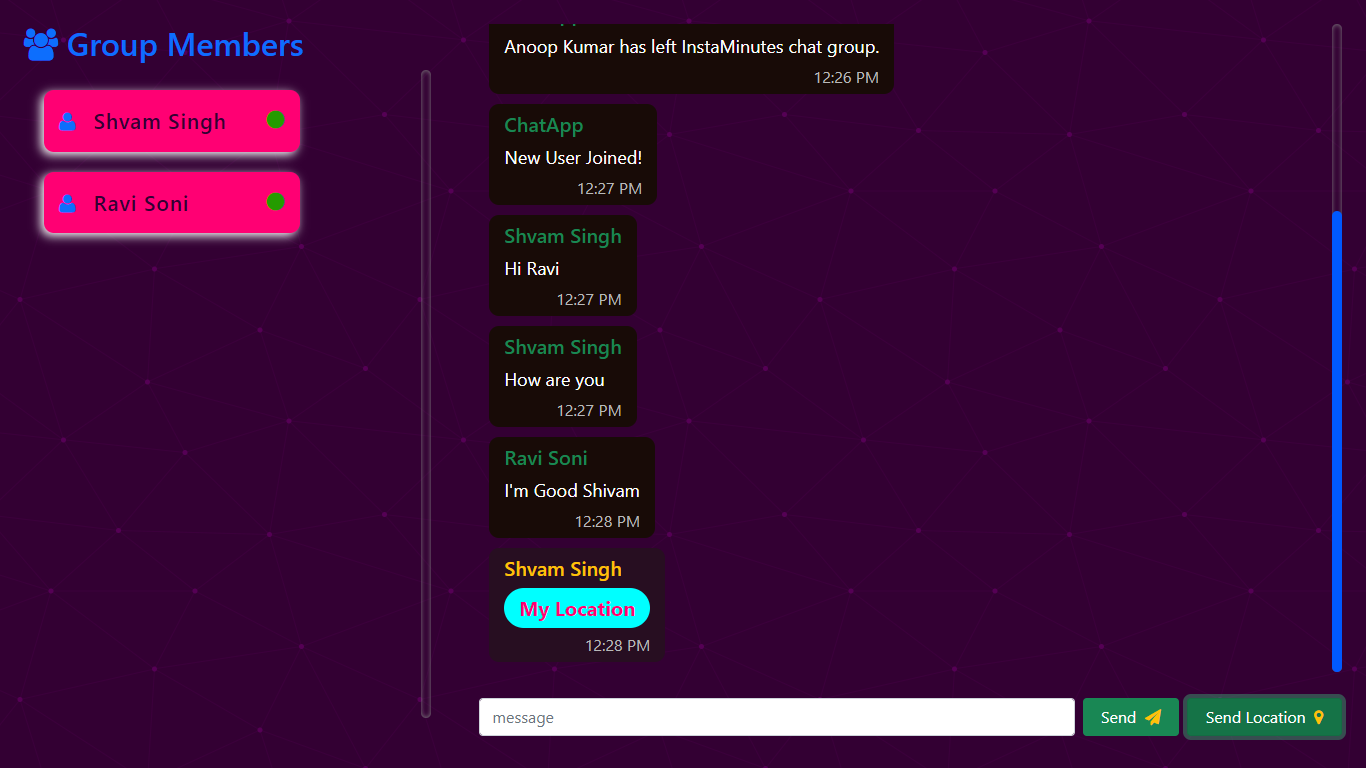 Group Members
Shvam Singh
Ravi Soni
Anoop Kumar has left InstaMinutes chat group.
12:26 PM
ChatApp
New User Joined!
12:27 PM
Shvam Singh
Hi Ravi
12:27 PM
Shvam Singh
How are you
12:27 PM
Ravi Soni
I'm Good Shivam
12:28 PM
Shvam Singh
My Location
12:28 PM
message
Send
Send Location